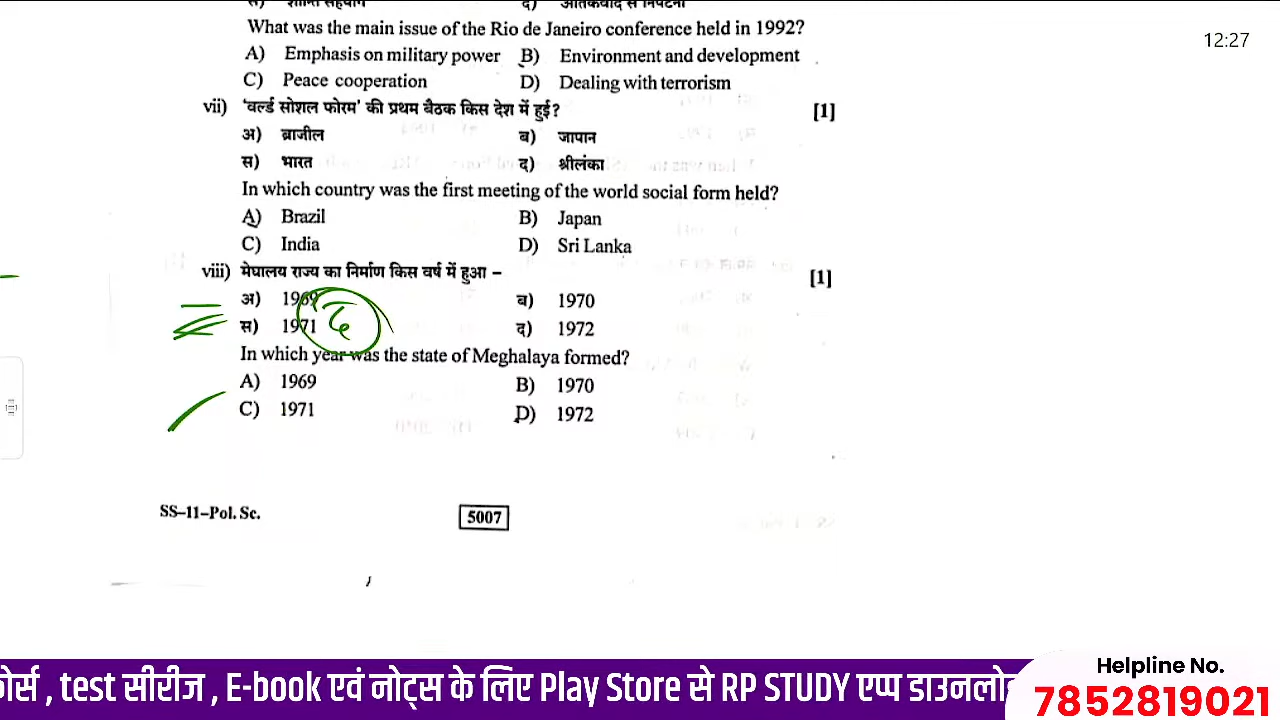 स) शान्ति सहयोग द) आतंकवाद से निपटना
What was the main issue of the Rio de Janeiro conference held in 1992?
A) Emphasis on military power B) Environment and development
C) Peace cooperation D) Dealing with terrorism
12:27
vii) 'वर्ल्ड सोशल फोरम' की प्रथम बैठक किस देश में हुई? [1]
अ) ब्राजील ब) जापान
स) भारत द) श्रीलंका
In which country was the first meeting of the world social form held?
A) Brazil B) Japan
C) India D) Sri Lanka
viii) मेघालय राज्य का निर्माण किस वर्ष में हुआ – [1]
अ) 1969 ब) 1970
स) 1971 द) 1972
In which year was the state of Meghalaya formed?
A) 1969 B) 1970
C) 1971 D) 1972
SS–11–Pol. Sc. 5007
test सीरीज , E-book एवं नोट्स के लिए Play Store से RP STUDY एप्प
Helpline No.
7852819021